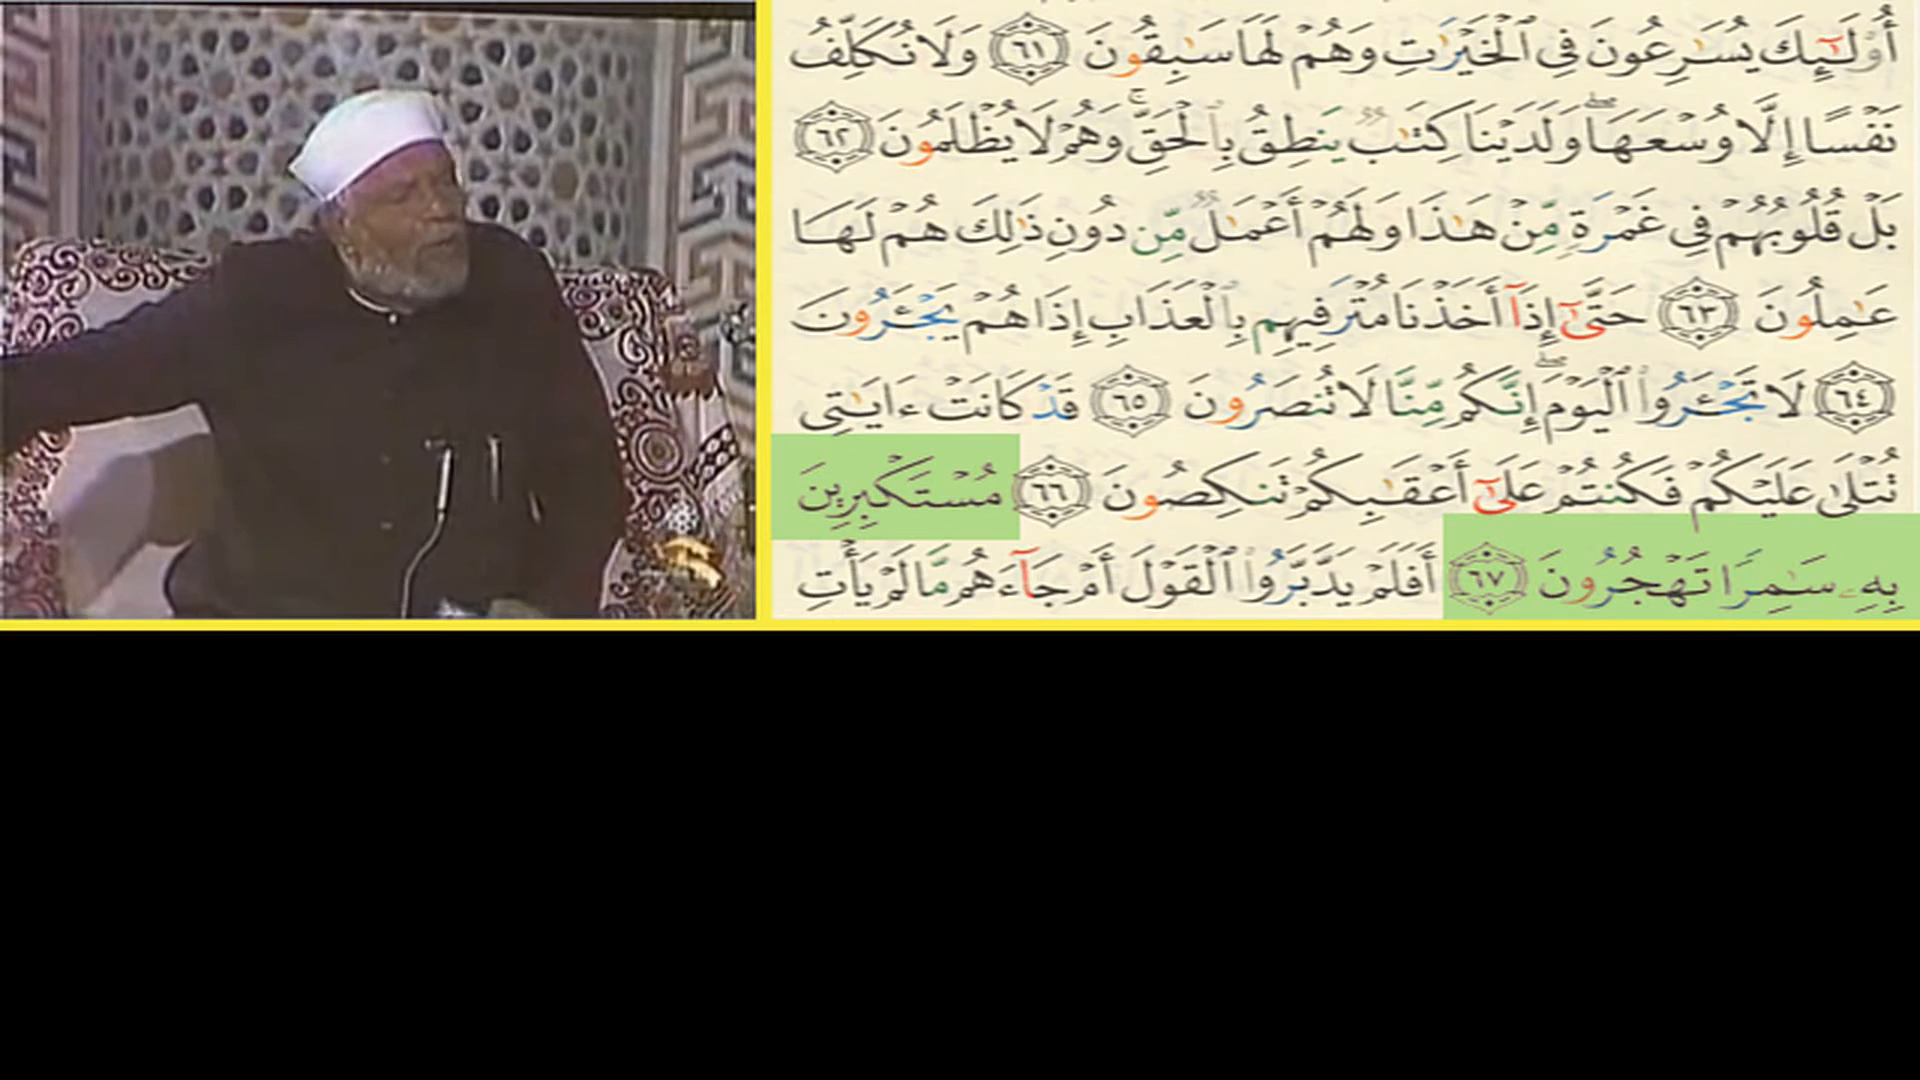 أُوْلَـٰٓئِكَ يُسَـٰرِعُونَ فِى ٱلْخَيْرَٰتِ وَهُمْ لَهَا سَـٰبِقُونَ ٦١ وَلَا نُكَلِّفُ
نَفْسًا إِلَّا وُسْعَهَا ۖ وَلَدَيْنَا كِتَـٰبٌ يَنطِقُ بِٱلْحَقِّ ۚ وَهُمْ لَا يُظْلَمُونَ ٦٢
بَلْ قُلُوبُهُمْ فِى غَمْرَةٍ مِّنْ هَـٰذَا وَلَهُمْ أَعْمَـٰلٌ مِّن دُونِ ذَٰلِكَ هُمْ لَهَا
عَـٰمِلُونَ ٦٣ حَتَّىٰٓ إِذَآ أَخَذْنَا مُتْرَفِيهِم بِٱلْعَذَابِ إِذَا هُمْ يَجْـَٔرُونَ
٦٤ لَا تَجْـَٔرُوا۟ ٱلْيَوْمَ ۖ إِنَّكُم مِّنَّا لَا تُنصَرُونَ ٦٥ قَدْ كَانَتْ ءَايَـٰتِى
تُتْلَىٰ عَلَيْكُمْ فَكُنتُمْ عَلَىٰٓ أَعْقَـٰبِكُمْ تَنكِصُونَ ٦٦ مُسْتَكْبِرِينَ
بِهِۦ سَـٰمِرًا تَهْجُرُونَ ٦٧ أَفَلَمْ يَدَّبَّرُوا۟ ٱلْقَوْلَ أَمْ جَآءَهُم مَّا لَمْ يَأْتِ